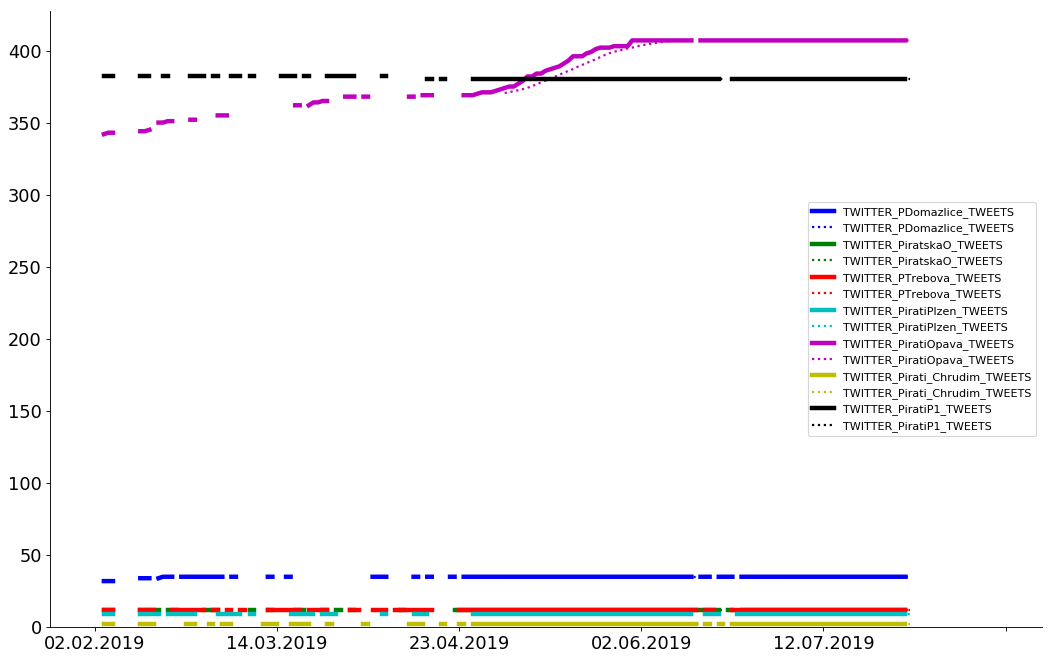 400
350
300
250
200
150
100
50
0
02.02.2019 14.03.2019 23.04.2019 02.06.2019 12.07.2019
TWITTER_PDomazlice_TWEETS
TWITTER_PDomazlice_TWEETS
TWITTER_PiratskaO_TWEETS
TWITTER_PiratskaO_TWEETS
TWITTER_PTrebova_TWEETS
TWITTER_PTrebova_TWEETS
TWITTER_PiratiPlzen_TWEETS
TWITTER_PiratiPlzen_TWEETS
TWITTER_PiratiOpava_TWEETS
TWITTER_PiratiOpava_TWEETS
TWITTER_Pirati_Chrudim_TWEETS
TWITTER_Pirati_Chrudim_TWEETS
TWITTER_PiratiP1_TWEETS
TWITTER_PiratiP1_TWEETS